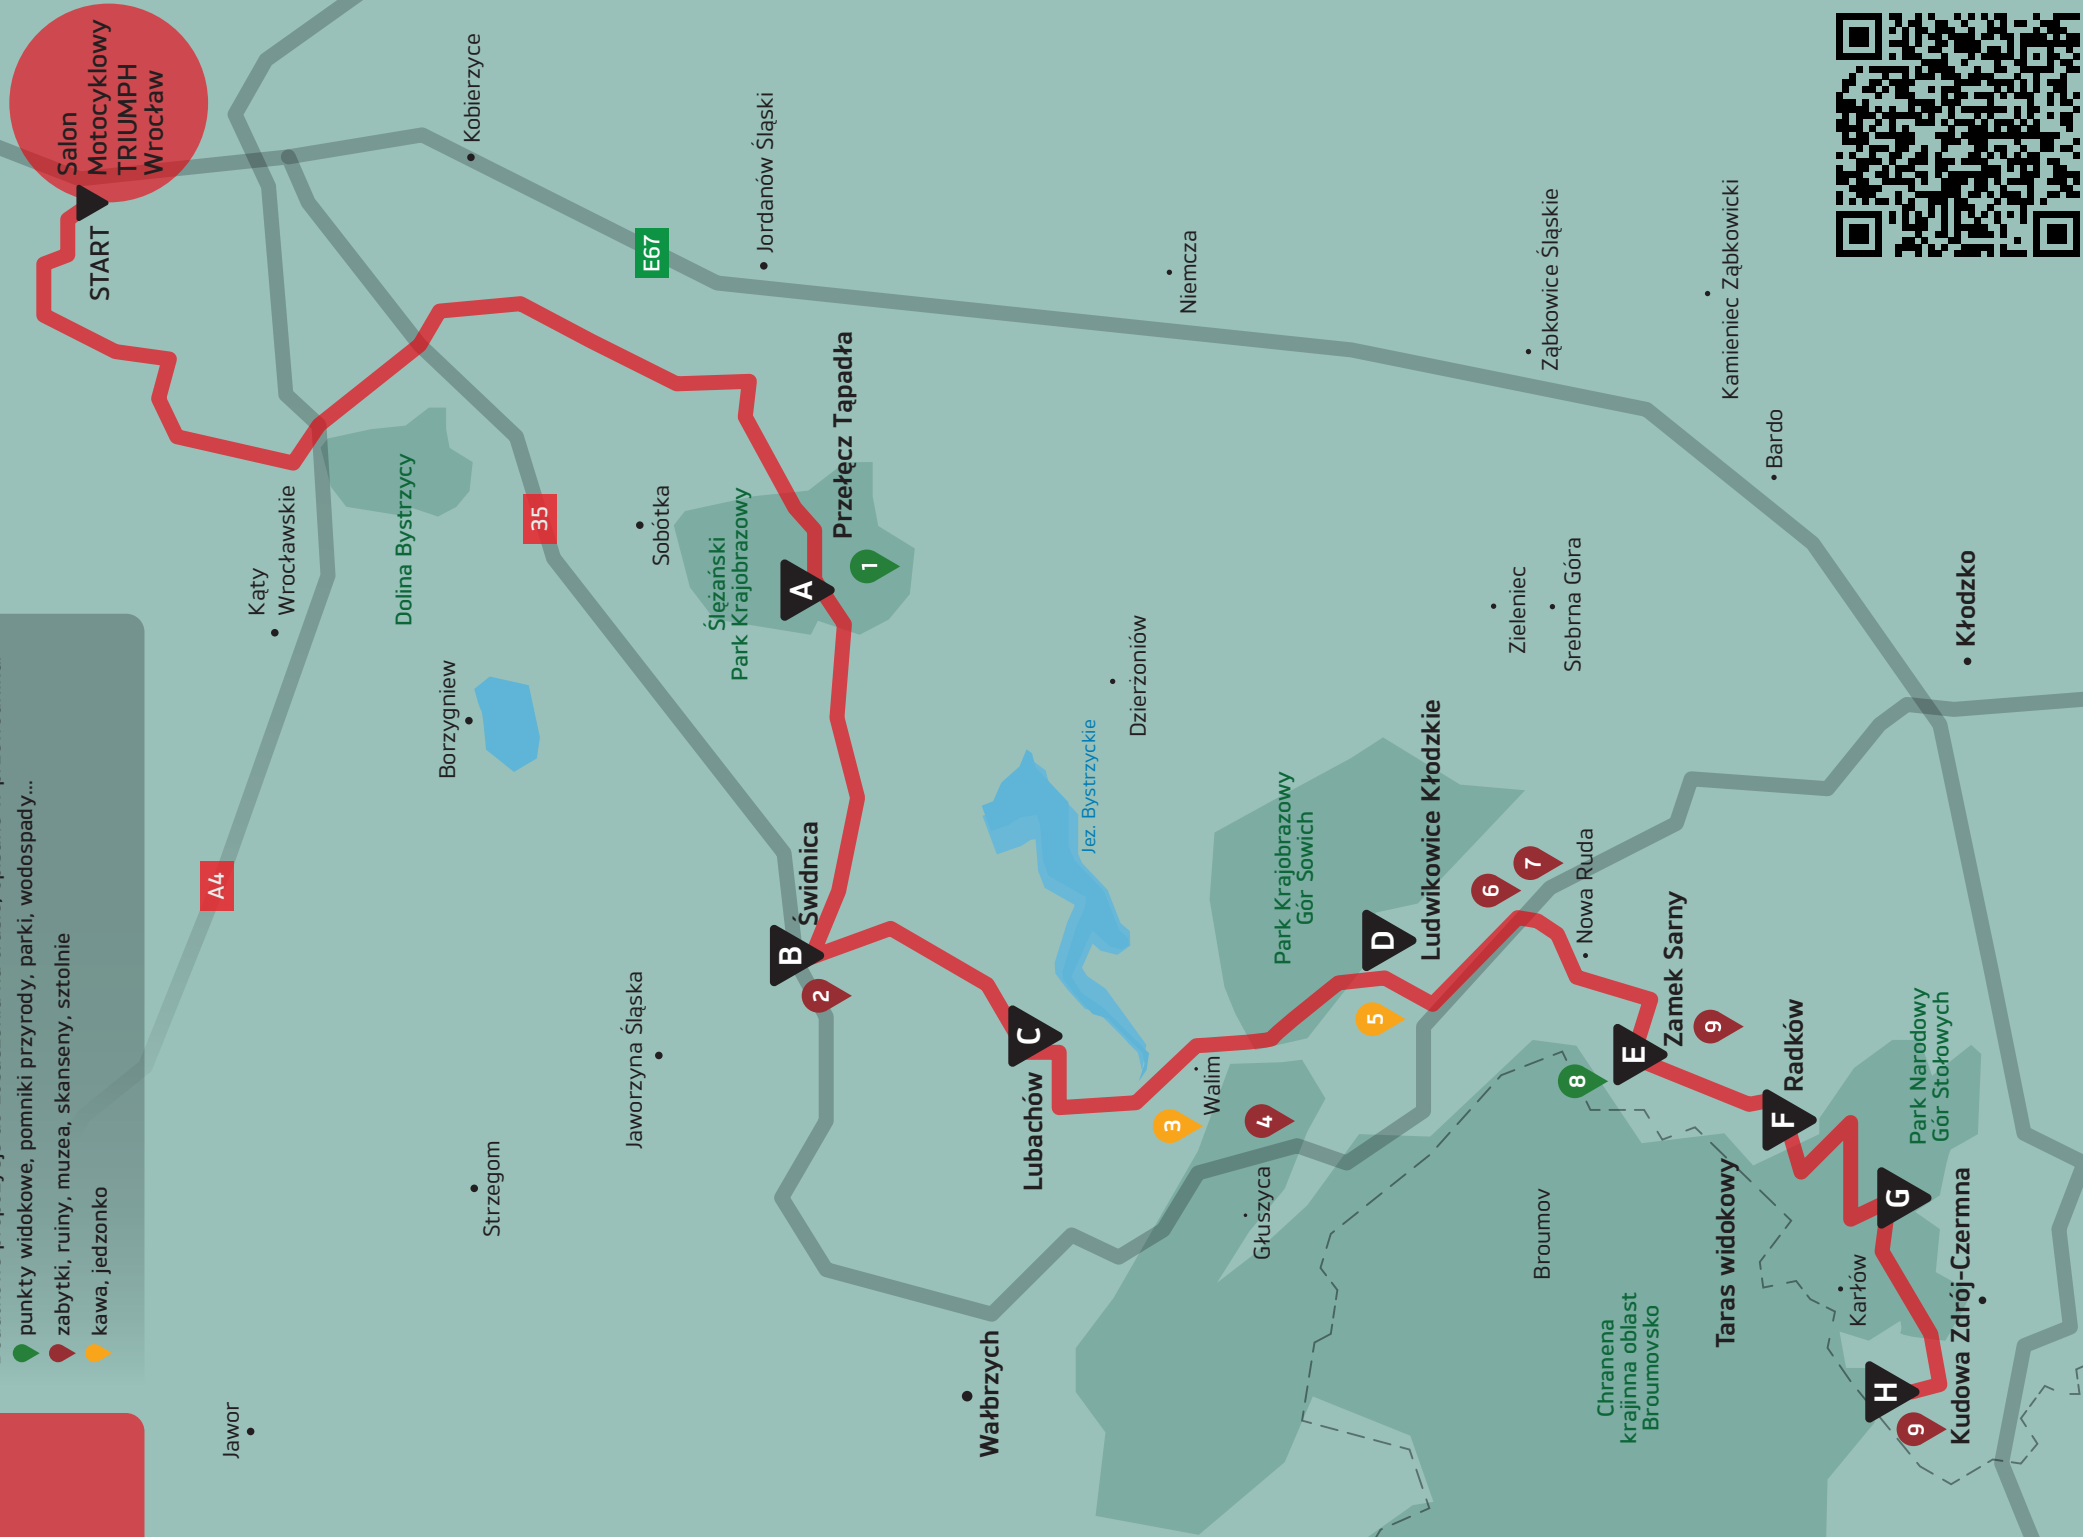 Salon
Motocyklowy
TRIUMPH
Wrocław
START
Kobierzyce
Jordanów Śląski
E67
Niemcza
Ząbkowice Śląskie
Kamieniec Ząbkowicki
Bardo
Kłodzko
Kąty
Wrocławskie
Dolina Bystrzycy
35
Sobótka
Ślężański
Park Krajobrazowy
Przełęcz Tąpadła
A
1
Zieleniec
Srebrna Góra
Dzierżoniów
Borzygniew
A4
Świdnica
B
2
Jez. Bystrzyckie
Park Krajobrazowy
Gór Sowich
Ludwikowice Kłodzkie
D
5
6
7
Nowa Ruda
Zamek Sarny
E
9
8
Radków
F
Park Narodowy
Gór Stołowych
Jaworzyna Śląska
Strzegom
C
Lubachów
3
Walim
4
Głuszyca
Broumov
Taras widokowy
G
Karłów
Kudowa Zdrój-Czermna
H
9
Chranena
krajinna oblast
Broumovsko
Wałbrzych
Jawor
punkty widokowe, pomniki przyrody, parki, wodospady...
zabytki, ruiny, muzea, skanseny, sztolnie
kawa, jedzonko